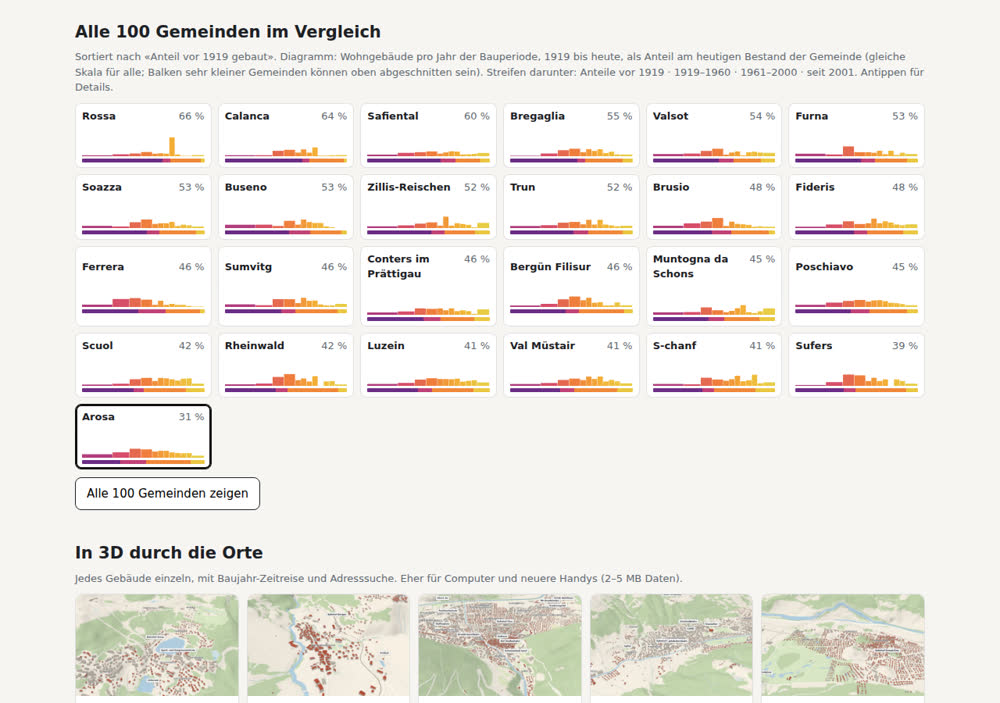 Alle 100 Gemeinden im Vergleich
Sortiert nach «Anteil vor 1919 gebaut». Diagramm: Wohngebäude pro Jahr der Bauperiode, 1919 bis heute, als Anteil am heutigen Bestand der Gemeinde (gleiche
Skala für alle; Balken sehr kleiner Gemeinden können oben abgeschnitten sein). Streifen darunter: Anteile vor 1919 · 1919–1960 · 1961–2000 · seit 2001. Antippen für
Details.
Rossa 66 %
Calanca 64 %
Safiental 60 %
Bregaglia 55 %
Valsot 54 %
Furna 53 %
Soazza 53 %
Buseno 53 %
Zillis-Reischen 52 %
Trun 52 %
Brusio 48 %
Fideris 48 %
Ferrera 46 %
Sumvitg 46 %
Conters im
Prättigau 46 %
Bergün Filisur 46 %
Muntogna da
Schons 45 %
Poschiavo 45 %
Scuol 42 %
Rheinwald 42 %
Luzein 41 %
Val Müstair 41 %
S-chanf 41 %
Sufers 39 %
Arosa 31 %
Alle 100 Gemeinden zeigen
In 3D durch die Orte
Jedes Gebäude einzeln, mit Baujahr-Zeitreise und Adresssuche. Eher für Computer und neuere Handys (2–5 MB Daten).